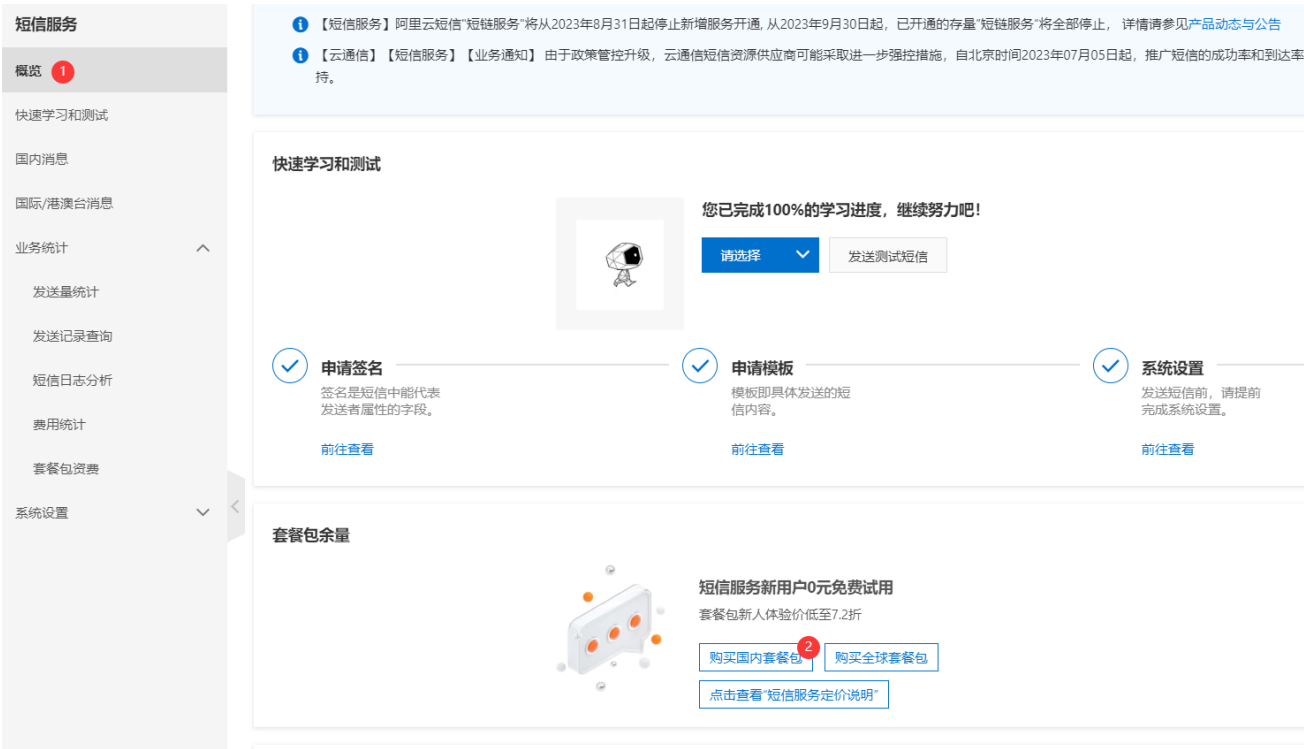 短信服务
概览 1
快速学习和测试
国内消息
国际/港澳台消息
业务统计
发送量统计
发送记录查询
短信日志分析
费用统计
套餐包资费
系统设置
【短信服务】阿里云短信"短链服务"将从2023年8月31日起停止新增服务开通, 从2023年9月30日起，已开通的存量"短链服务"将全部停止， 详情请参见产品动态与公告
【云通信】【短信服务】【业务通知】 由于政策管控升级，云通信短信资源供应商可能采取进一步强控措施，自北京时间2023年07月05日起，推广短信的成功率和到达率
持。
快速学习和测试
您已完成100%的学习进度，继续努力吧！
请选择
发送测试短信
申请签名
签名是短信中能代表
发送者属性的字段。
前往查看
申请模板
模板即具体发送的短
信内容。
前往查看
系统设置
发送短信前，请提前
完成系统设置。
前往查看
套餐包余量
短信服务新用户0元免费试用
套餐包新人体验价低至7.2折
购买国内套餐包 2
购买全球套餐包
点击查看"短信服务定价说明"